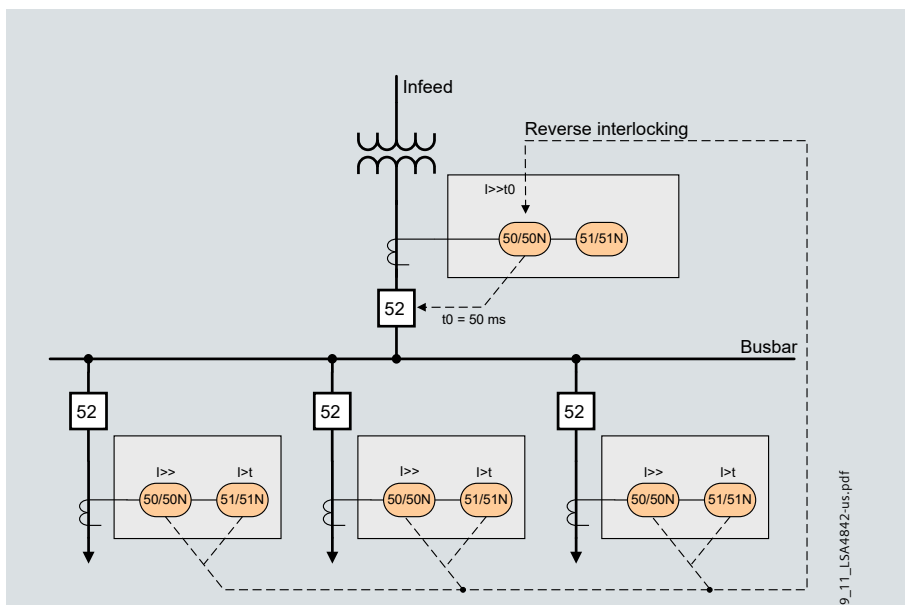 Infeed
Reverse interlocking
I>>t0
50/50N
51/51N
52
t0 = 50 ms
Busbar
52
52
52
I>>
I>t
I>>
I>t
I>>
I>t
50/50N
51/51N
50/50N
51/51N
50/50N
51/51N
9_11_LSA4842-us.pdf